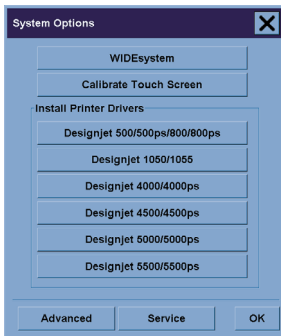 System Options
WIDEsystem
Calibrate Touch Screen
Install Printer Drivers
Designjet 500/500ps/800/800ps
Designjet 1050/1055
Designjet 4000/4000ps
Designjet 4500/4500ps
Designjet 5000/5000ps
Designjet 5500/5500ps
Advanced Service OK